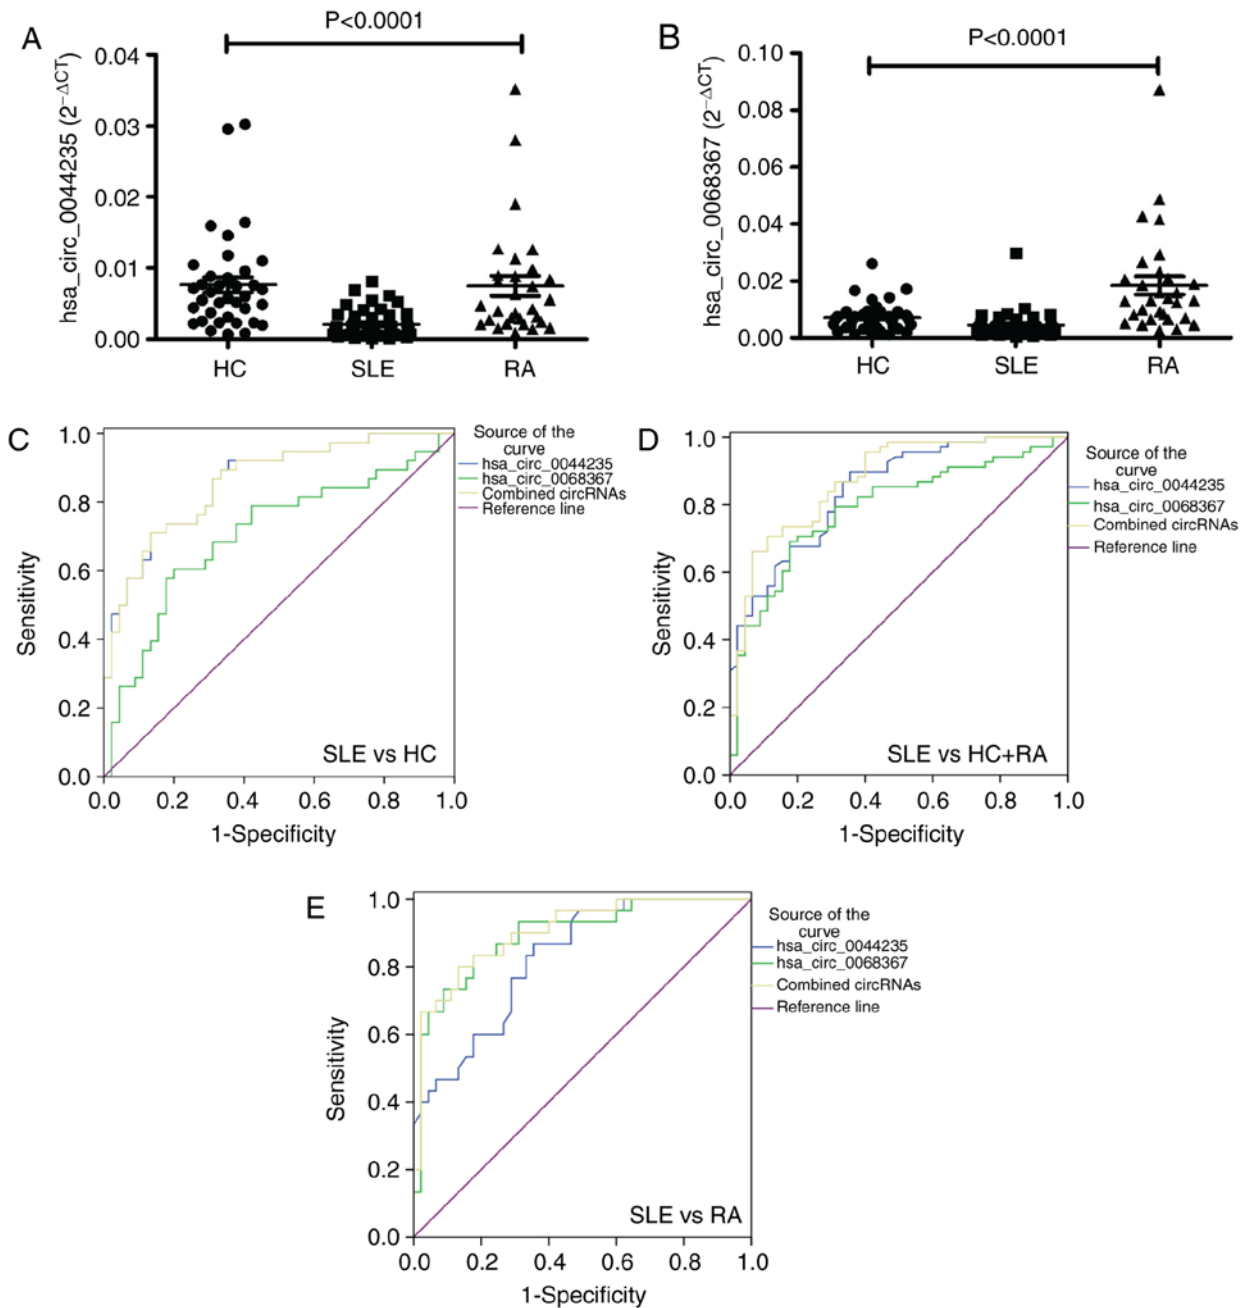 A
P<0.0001
hsa_circ_0044235 (2−ΔCT)
0.04
0.03
0.02
0.01
0.00
HC
SLE
RA
B
P<0.0001
hsa_circ_0068367 (2−ΔCT)
0.10
0.08
0.06
0.04
0.02
0.00
HC
SLE
RA
C
Sensitivity
1.0
0.8
0.6
0.4
0.2
0.0
0.0 0.2 0.4 0.6 0.8 1.0
1-Specificity
SLE vs HC
Source of the
curve
hsa_circ_0044235
hsa_circ_0068367
Combined circRNAs
Reference line
D
Sensitivity
1.0
0.8
0.6
0.4
0.2
0.0
0.0 0.2 0.4 0.6 0.8 1.0
1-Specificity
SLE vs HC+RA
Source of the
curve
hsa_circ_0044235
hsa_circ_0068367
Combined circRNAs
Reference line
E
Sensitivity
1.0
0.8
0.6
0.4
0.2
0.0
0.0 0.2 0.4 0.6 0.8 1.0
1-Specificity
SLE vs RA
Source of the
curve
hsa_circ_0044235
hsa_circ_0068367
Combined circRNAs
Reference line